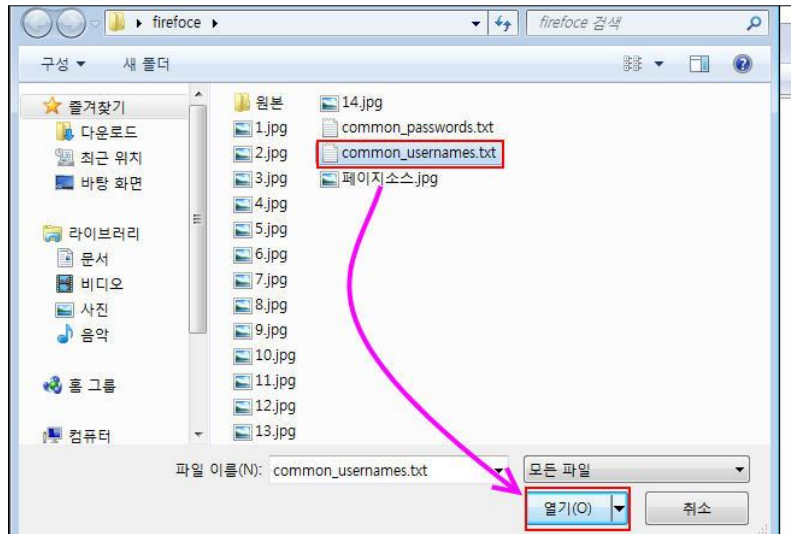 firefoce
firefoce 검색
구성
새 폴더
즐겨찾기
다운로드
최근 위치
바탕 화면
라이브러리
문서
비디오
사진
음악
홈 그룹
컴퓨터
원본
1.jpg
2.jpg
3.jpg
4.jpg
5.jpg
6.jpg
7.jpg
8.jpg
9.jpg
10.jpg
11.jpg
12.jpg
13.jpg
14.jpg
common_passwords.txt
common_usernames.txt
페이지소스.jpg
파일 이름(N): common_usernames.txt
모든 파일
열기(O)
취소